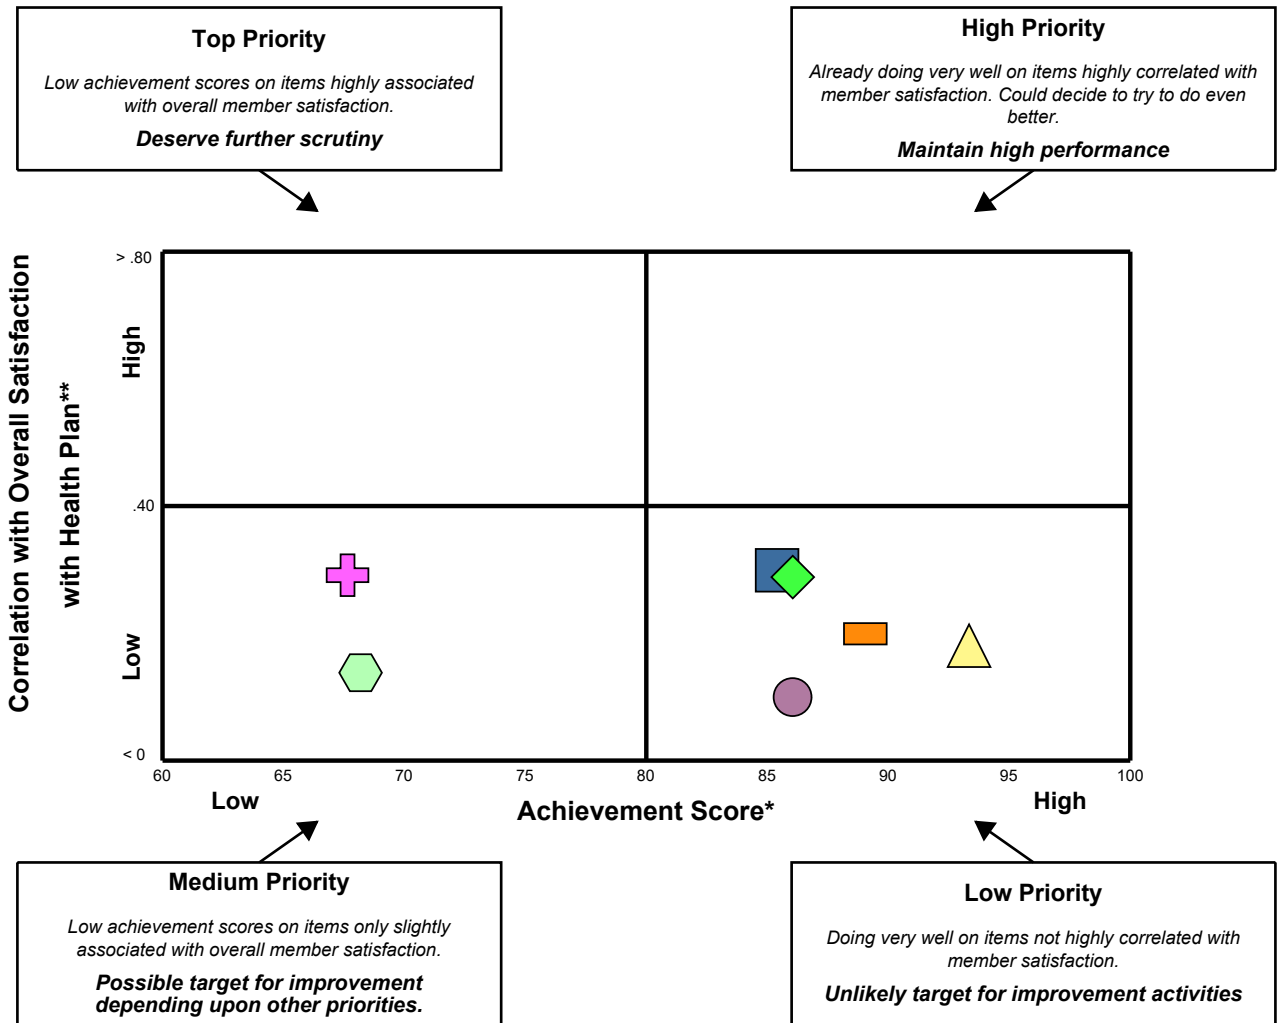 Top Priority
Low achievement scores on items highly associated
with overall member satisfaction.
Deserve further scrutiny
High Priority
Already doing very well on items highly correlated with
member satisfaction. Could decide to try to do even
better.
Maintain high performance
Correlation with Overall Satisfaction
with Health Plan**
High
Low
> .80
.40
< 0
60
65
70
75
80
85
90
95
100
Low
Achievement Score*
High
Medium Priority
Low achievement scores on items only slightly
associated with overall member satisfaction.
Possible target for improvement
depending upon other priorities.
Low Priority
Doing very well on items not highly correlated with
member satisfaction.
Unlikely target for improvement activities